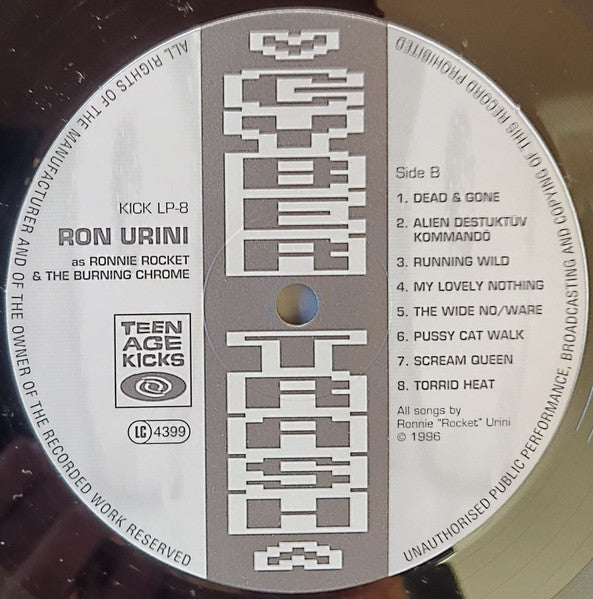 ALL RIGHTS OF THE MANUFACTURER AND OF THE OWNER OF THE RECORDED WORK RESERVED
KICK LP-8
RON URINI
as RONNIE ROCKET
& THE BURNING CHROME
TEEN
AGE
KICKS
LC 4399
CYBER TRASH
Side B
1. DEAD & GONE
2. ALIEN DESTUKTÜV
KOMMANDÖ
3. RUNNING WILD
4. MY LOVELY NOTHING
5. THE WIDE NO/WARE
6. PUSSY CAT WALK
7. SCREAM QUEEN
8. TORRID HEAT
All songs by
Ronnie "Rocket" Urini
© 1996
UNAUTHORISED PUBLIC PERFORMANCE, BROADCASTING AND COPYING OF THIS RECORD PROHIBITED